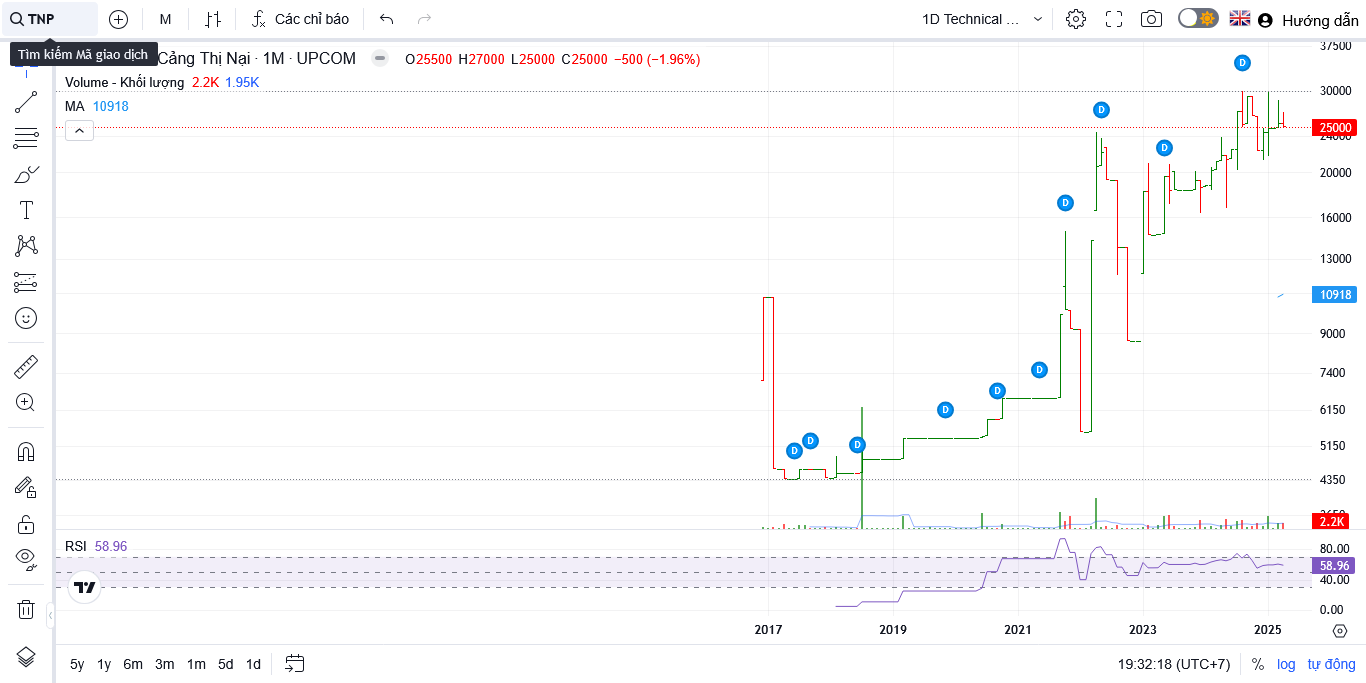 TNP M Các chỉ báo 1D Technical ... Hướng dẫn
Tìm kiếm Mã giao dịch
Cảng Thị Nại · 1M · UPCOM O25500 H27000 L25000 C25000 −500 (−1.96%)
Volume - Khối lượng 2.2K 1.95K
MA 10918
37500
30000
25000
24000
20000
16000
13000
10918
9000
7400
6150
5150
4350
2.2K
D
D
D
D
D
D
D
D
D
D
RSI 58.96
80.00
58.96
40.00
0.00
2017 2019 2021 2023 2025
5y 1y 6m 3m 1m 5d 1d 19:32:18 (UTC+7) % log tự động